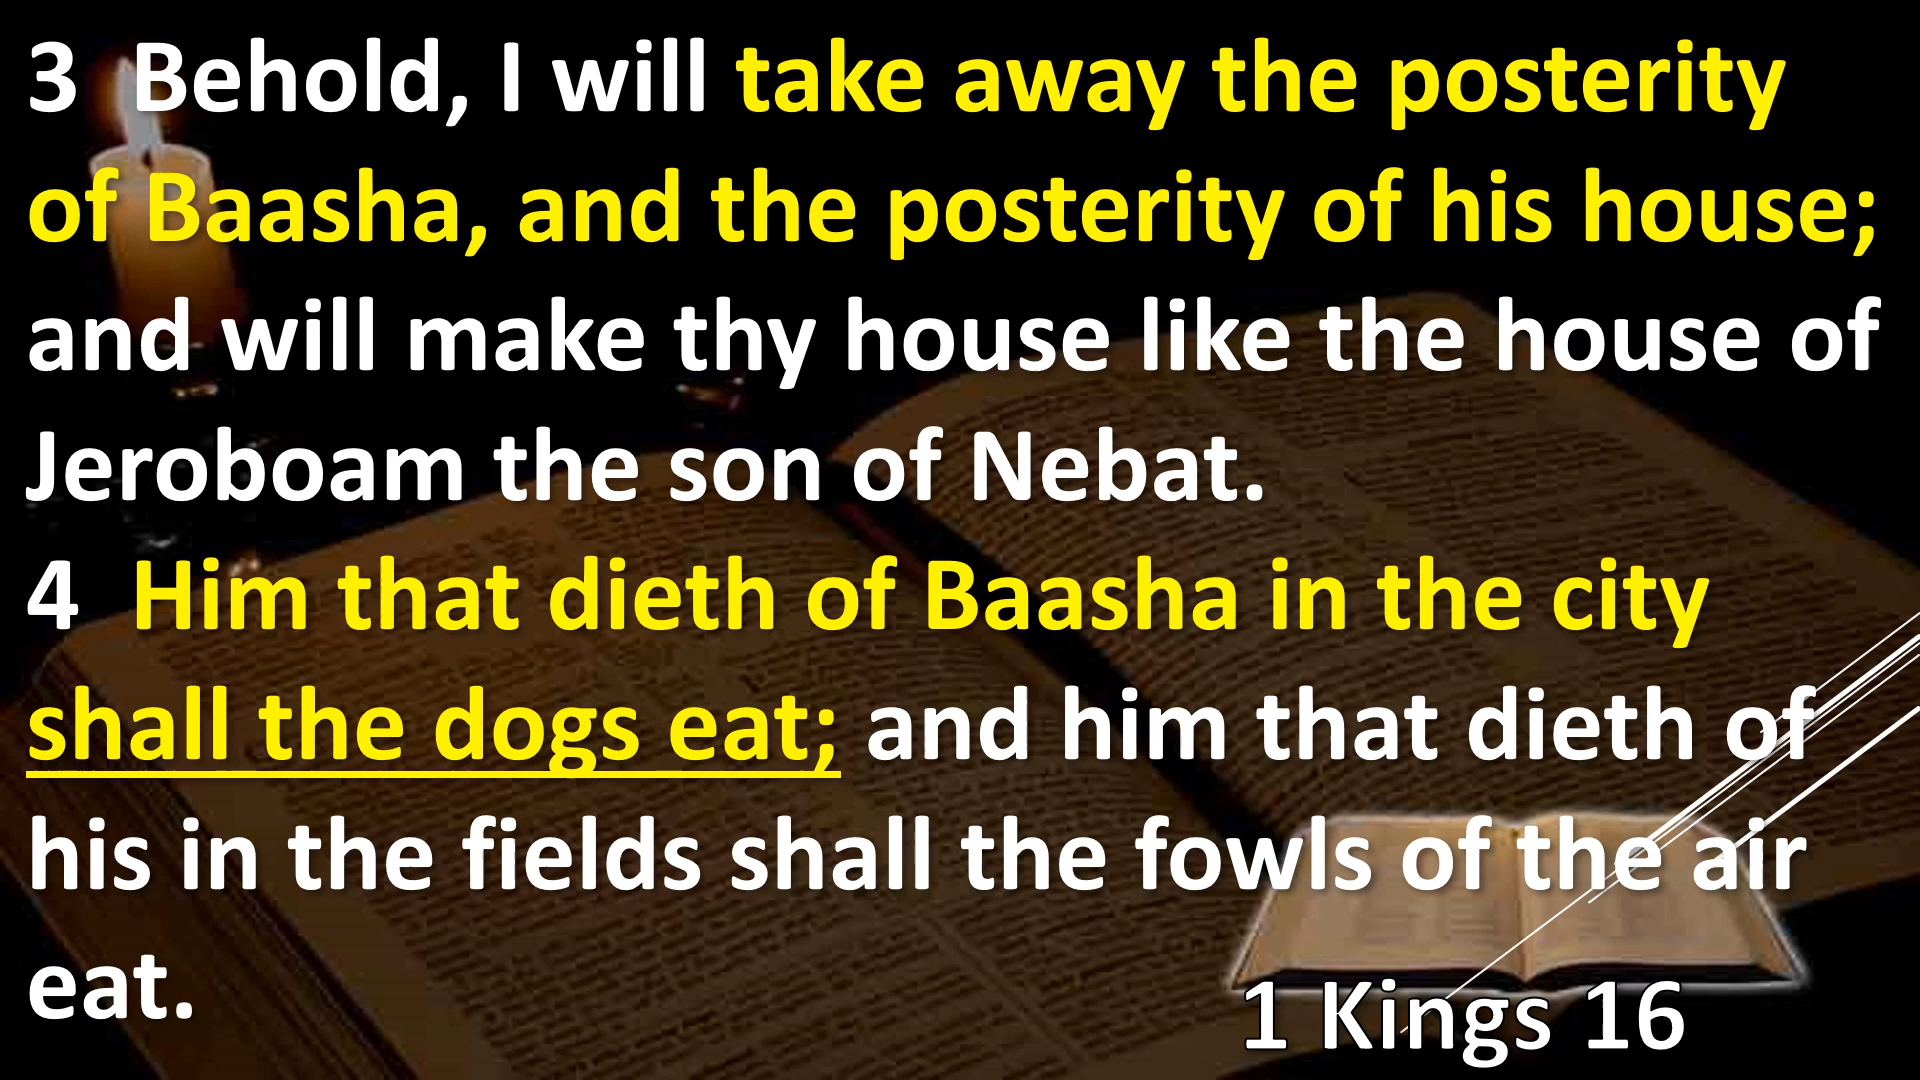 3 Behold, I will take away the posterity
of Baasha, and the posterity of his house;
and will make thy house like the house of
Jeroboam the son of Nebat.
4 Him that dieth of Baasha in the city
shall the dogs eat; and him that dieth of
his in the fields shall the fowls of the air
eat.
1 Kings 16